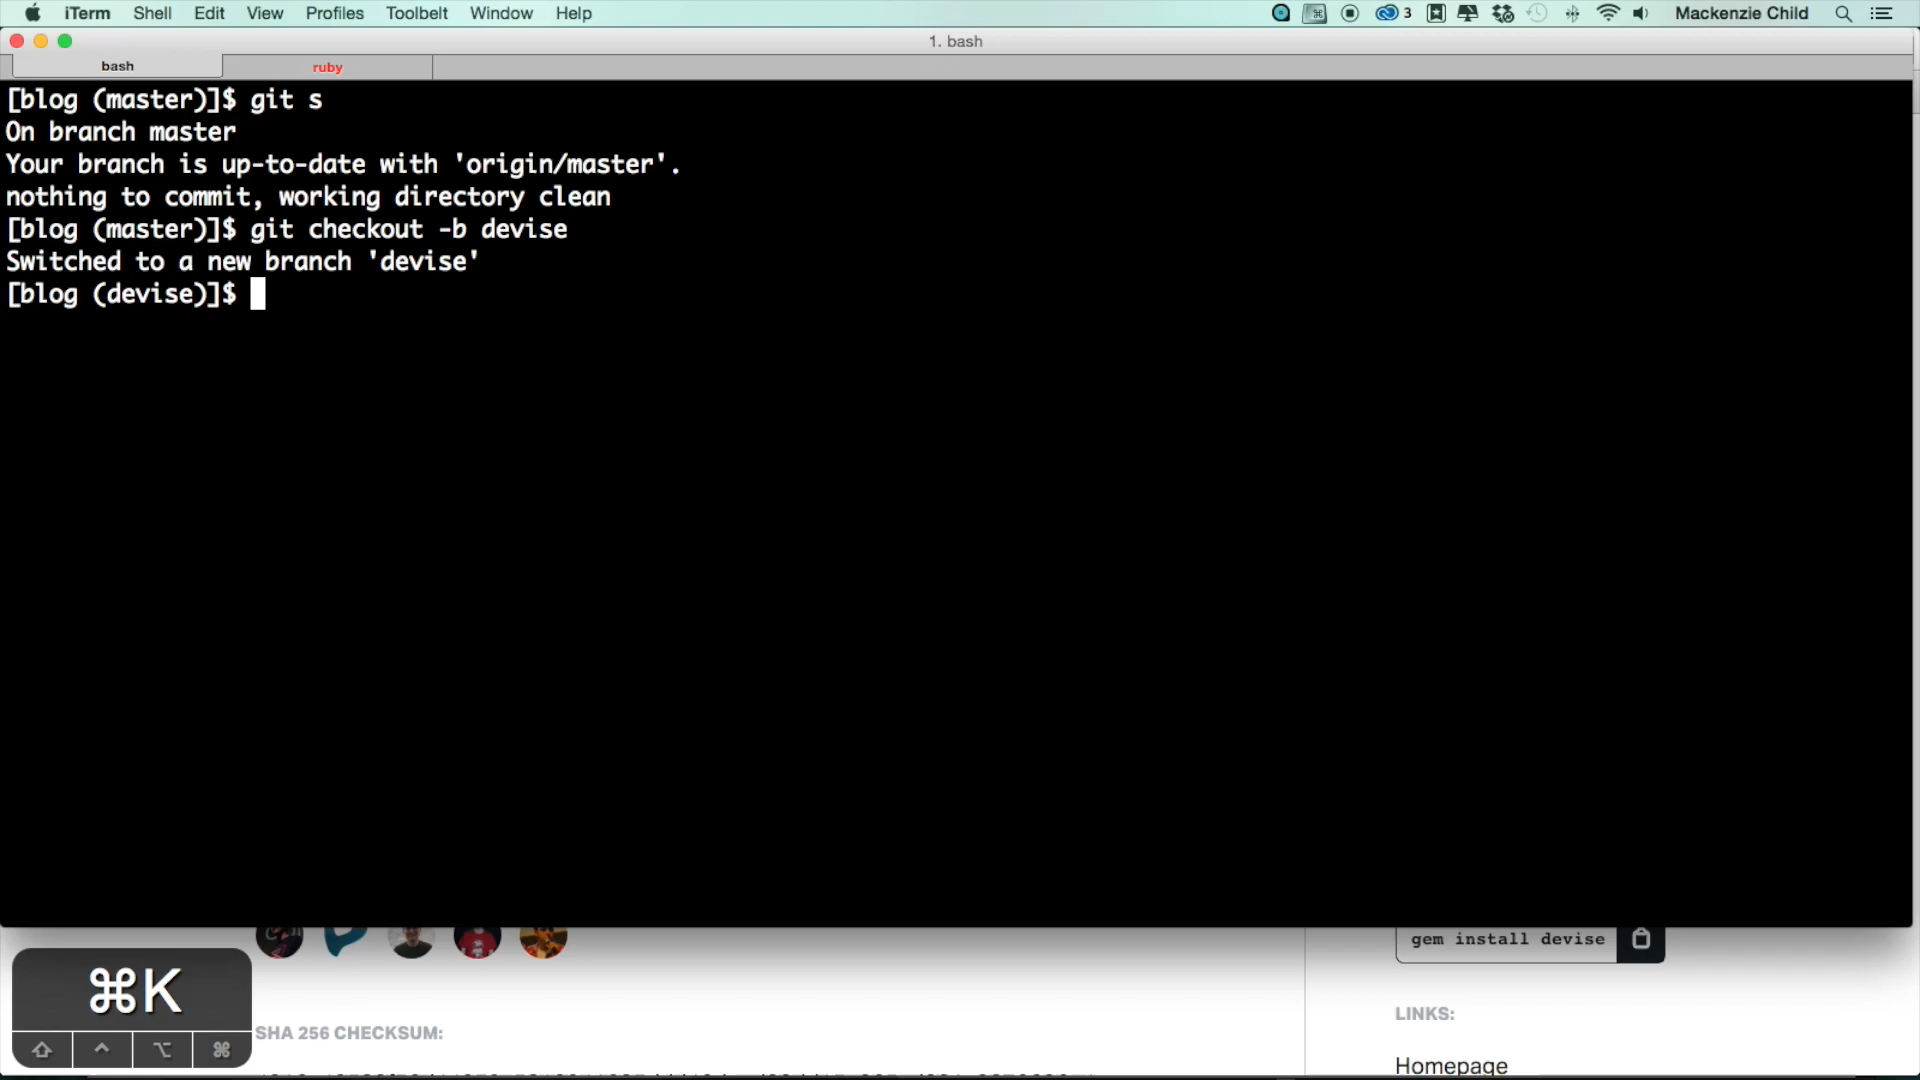 iTerm Shell Edit View Profiles Toolbelt Window Help 3 Mackenzie Child
1. bash
bash ruby
[blog (master)]$ git s
On branch master
Your branch is up-to-date with 'origin/master'.
nothing to commit, working directory clean
[blog (master)]$ git checkout -b devise
Switched to a new branch 'devise'
[blog (devise)]$
gem install devise
⌘K
LINKS:
SHA 256 CHECKSUM:
Homepage